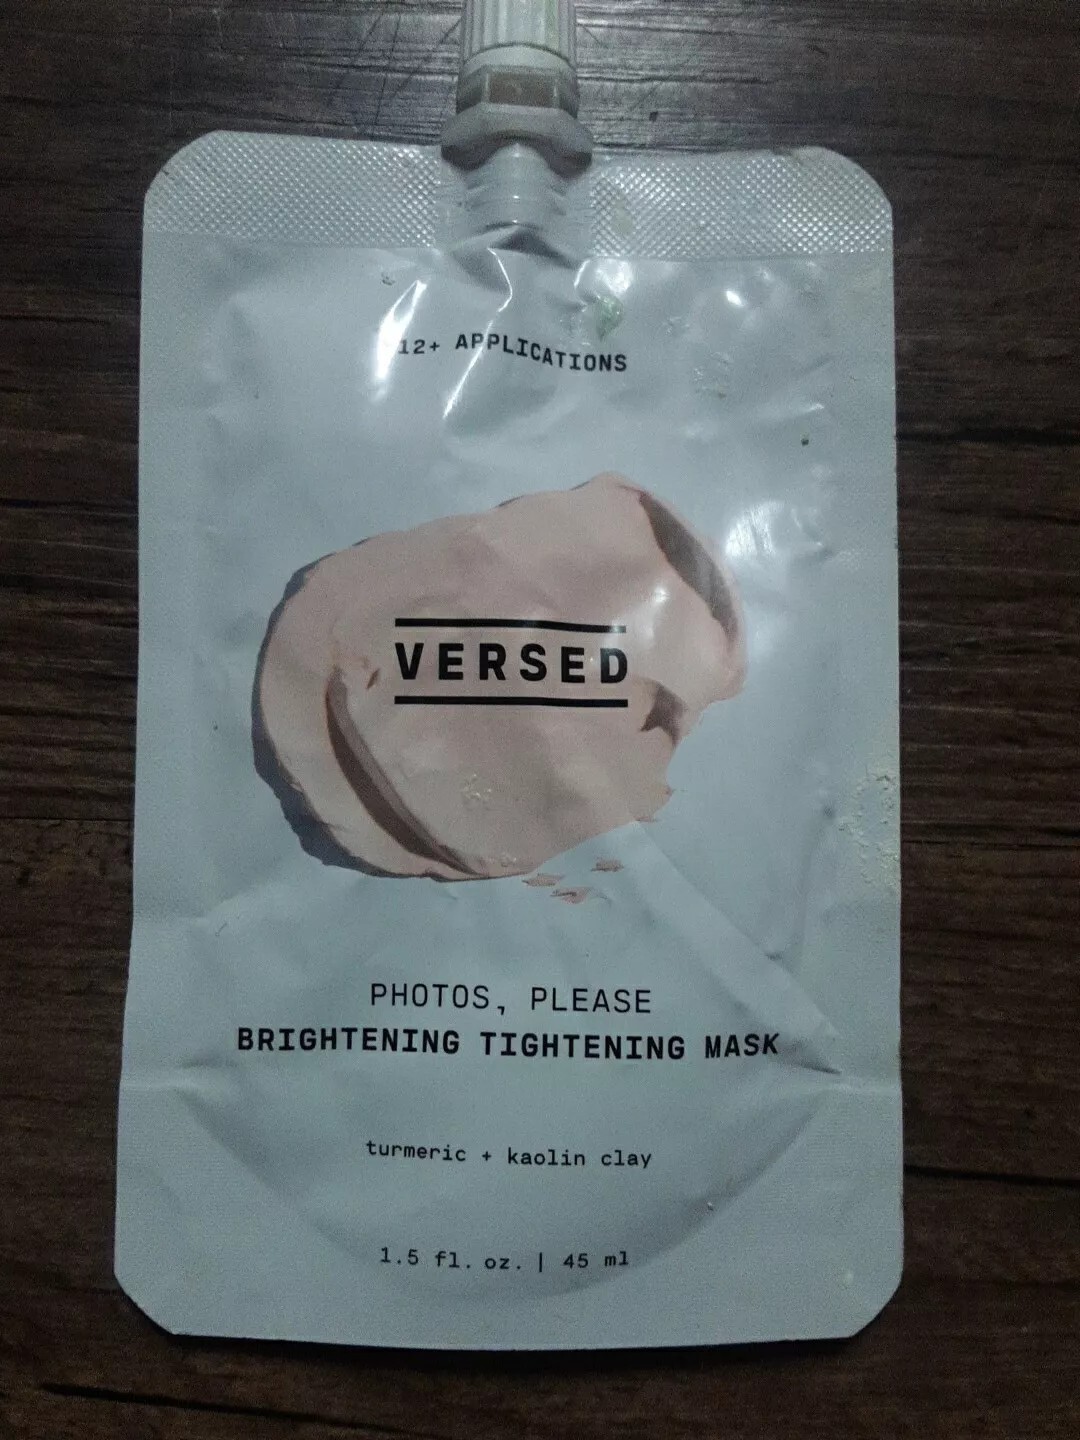 12+ APPLICATIONS
VERSED
PHOTOS, PLEASE
BRIGHTENING TIGHTENING MASK
turmeric + kaolin clay
1.5 fl. oz. | 45 ml